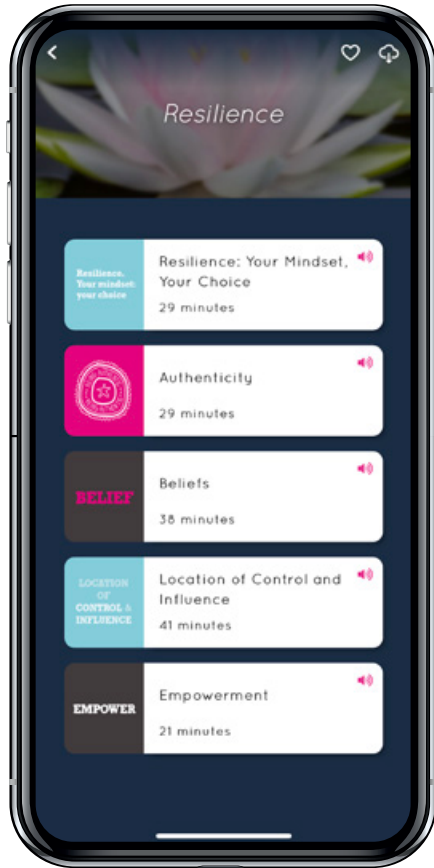 Resilience
Resilience.
Your mindset:
your choice
Resilience: Your Mindset,
Your Choice
29 minutes
Authenticity
29 minutes
BELIEF
Beliefs
38 minutes
LOCATION
OF
CONTROL &
INFLUENCE
Location of Control and
Influence
41 minutes
EMPOWER
Empowerment
21 minutes